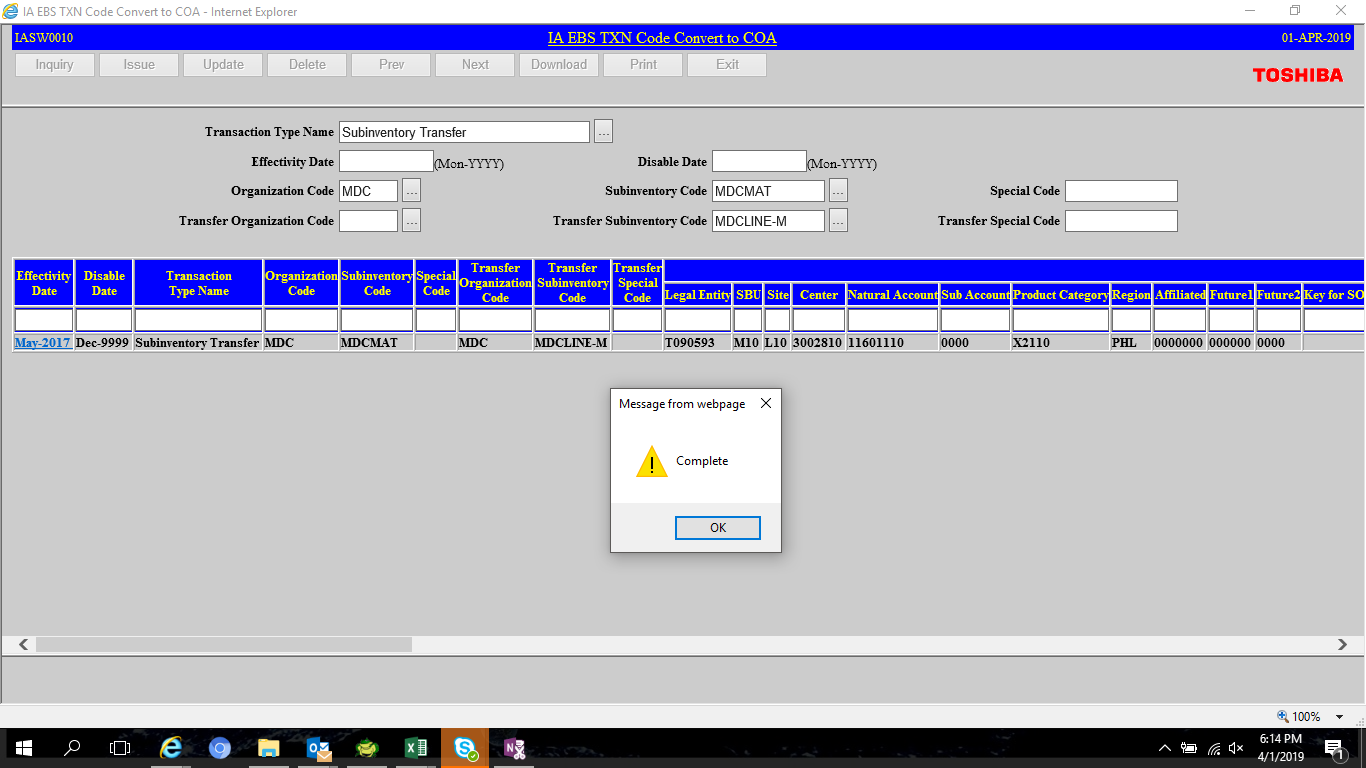 IA EBS TXN Code Convert to COA - Internet Explorer
IASW0010 IA EBS TXN Code Convert to COA 01-APR-2019
Inquiry Issue Update Delete Prev Next Download Print Exit
TOSHIBA
Transaction Type Name Subinventory Transfer ...
Effectivity Date (Mon-YYYY) Disable Date (Mon-YYYY)
Organization Code MDC ... Subinventory Code MDCMAT ... Special Code
Transfer Organization Code ... Transfer Subinventory Code MDCLINE-M ... Transfer Special Code
Effectivity Date Disable Date Transaction Type Name Organization Code Subinventory Code Special Code Transfer Organization Code Transfer Subinventory Code Transfer Special Code
Legal Entity SBU Site Center Natural Account Sub Account Product Category Region Affiliated Future1 Future2 Key for SO
May-2017 Dec-9999 Subinventory Transfer MDC MDCMAT MDC MDCLINE-M T090593 M10 L10 3002810 11601110 0000 X2110 PHL 0000000 000000 0000
Message from webpage
Complete
OK
100%
6:14 PM
4/1/2019
1